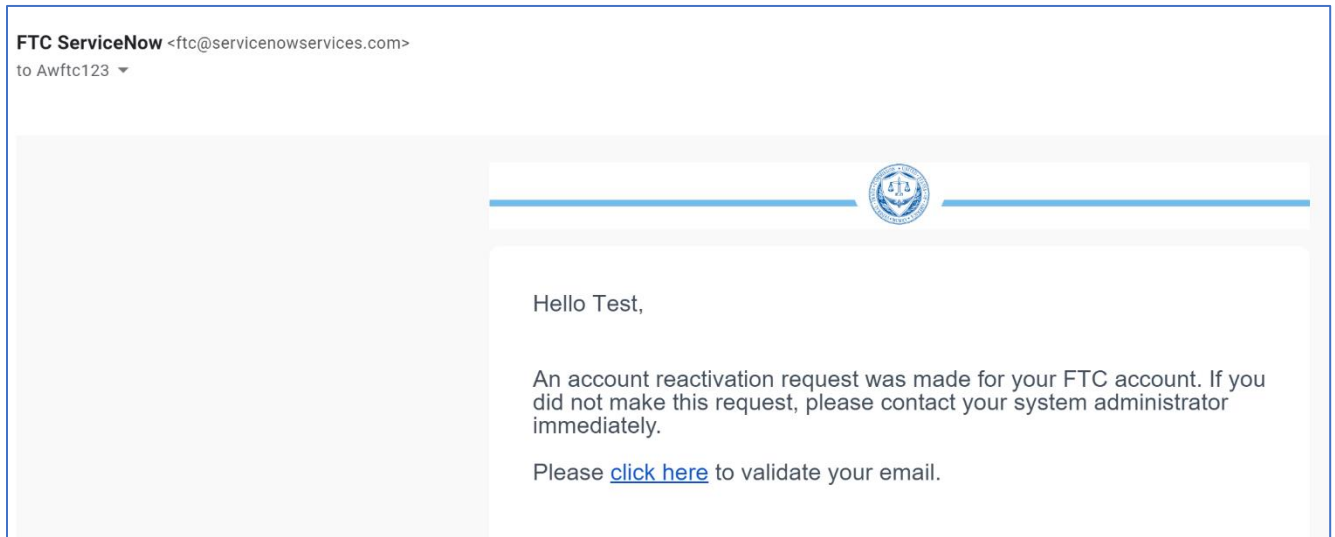 FTC ServiceNow <ftc@servicenowservices.com>
to Awftc123
Hello Test,
An account reactivation request was made for your FTC account. If you
did not make this request, please contact your system administrator
immediately.
Please click here to validate your email.